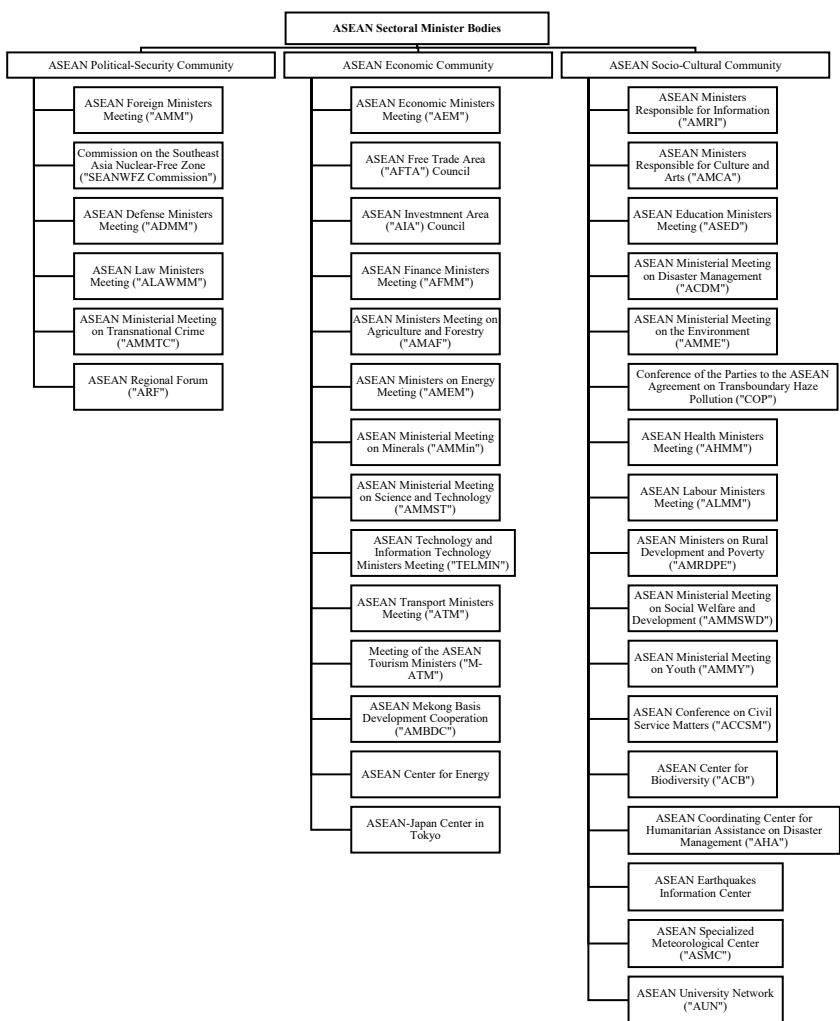 ASEAN Sectoral Minister Bodies
ASEAN Political-Security Community
ASEAN Foreign Ministers
Meeting ("AMM")
Commission on the Southeast
Asia Nuclear-Free Zone
("SEANWFZ Commission")
ASEAN Defense Ministers
Meeting ("ADMM")
ASEAN Law Ministers
Meeting ("ALAWMM")
ASEAN Ministerial Meeting
on Transnational Crime
("AMMTC")
ASEAN Regional Forum
("ARF")
ASEAN Economic Community
ASEAN Economic Ministers
Meeting ("AEM")
ASEAN Free Trade Area
("AFTA") Council
ASEAN Investmnent Area
("AIA") Council
ASEAN Finance Ministers
Meeting ("AFMM")
ASEAN Ministers Meeting on
Agriculture and Forestry
("AMAF")
ASEAN Ministers on Energy
Meeting ("AMEM")
ASEAN Ministerial Meeting
on Minerals ("AMMin")
ASEAN Ministerial Meeting
on Science and Technology
("AMMST")
ASEAN Technology and
Information Technology
Ministers Meeting ("TELMIN")
ASEAN Transport Ministers
Meeting ("ATM")
Meeting of the ASEAN
Tourism Ministers ("M-
ATM")
ASEAN Mekong Basis
Development Cooperation
("AMBDC")
ASEAN Center for Energy
ASEAN-Japan Center in
Tokyo
ASEAN Socio-Cultural Community
ASEAN Ministers
Responsible for Information
("AMRI")
ASEAN Ministers
Responsible for Culture and
Arts ("AMCA")
ASEAN Education Ministers
Meeting ("ASED")
ASEAN Ministerial Meeting
on Disaster Management
("ACDM")
ASEAN Ministerial Meeting
on the Environment
("AMME")
Conference of the Parties to the ASEAN
Agreement on Transboundary Haze
Pollution ("COP")
ASEAN Health Ministers
Meeting ("AHMM")
ASEAN Labour Ministers
Meeting ("ALMM")
ASEAN Ministers on Rural
Development and Poverty
("AMRDPE")
ASEAN Ministerial Meeting
on Social Welfare and
Development ("AMMSWD")
ASEAN Ministerial Meeting
on Youth ("AMMY")
ASEAN Conference on Civil
Service Matters ("ACCSM")
ASEAN Center for
Biodiversity ("ACB")
ASEAN Coordinating Center for
Humanitarian Assistance on Disaster
Management ("AHA")
ASEAN Earthquakes
Information Center
ASEAN Specialized
Meteorological Center
("ASMC")
ASEAN University Network
("AUN")